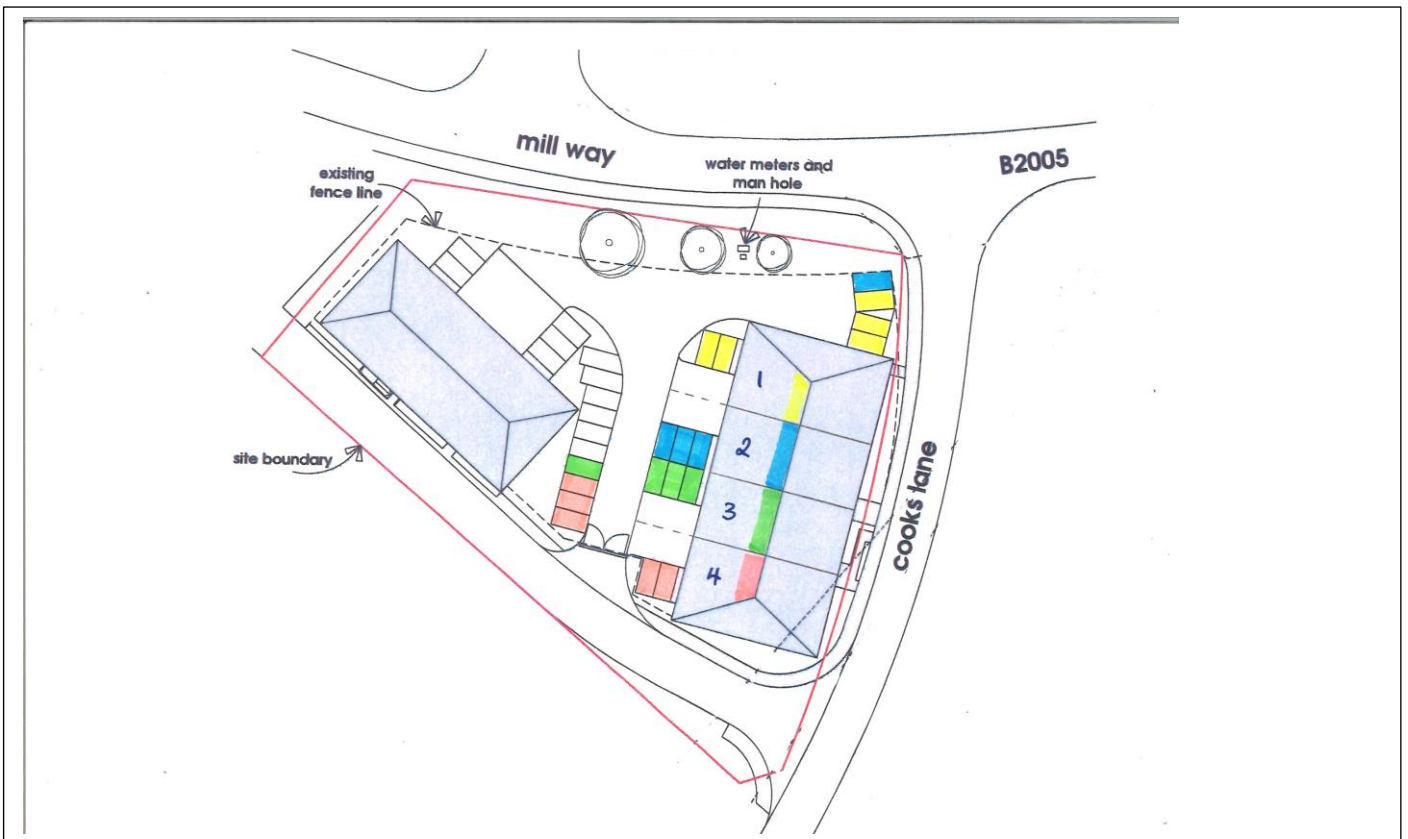 mill way
B2005
water meters and
man hole
existing
fence line
1
2
3
4
site boundary
cooks lane